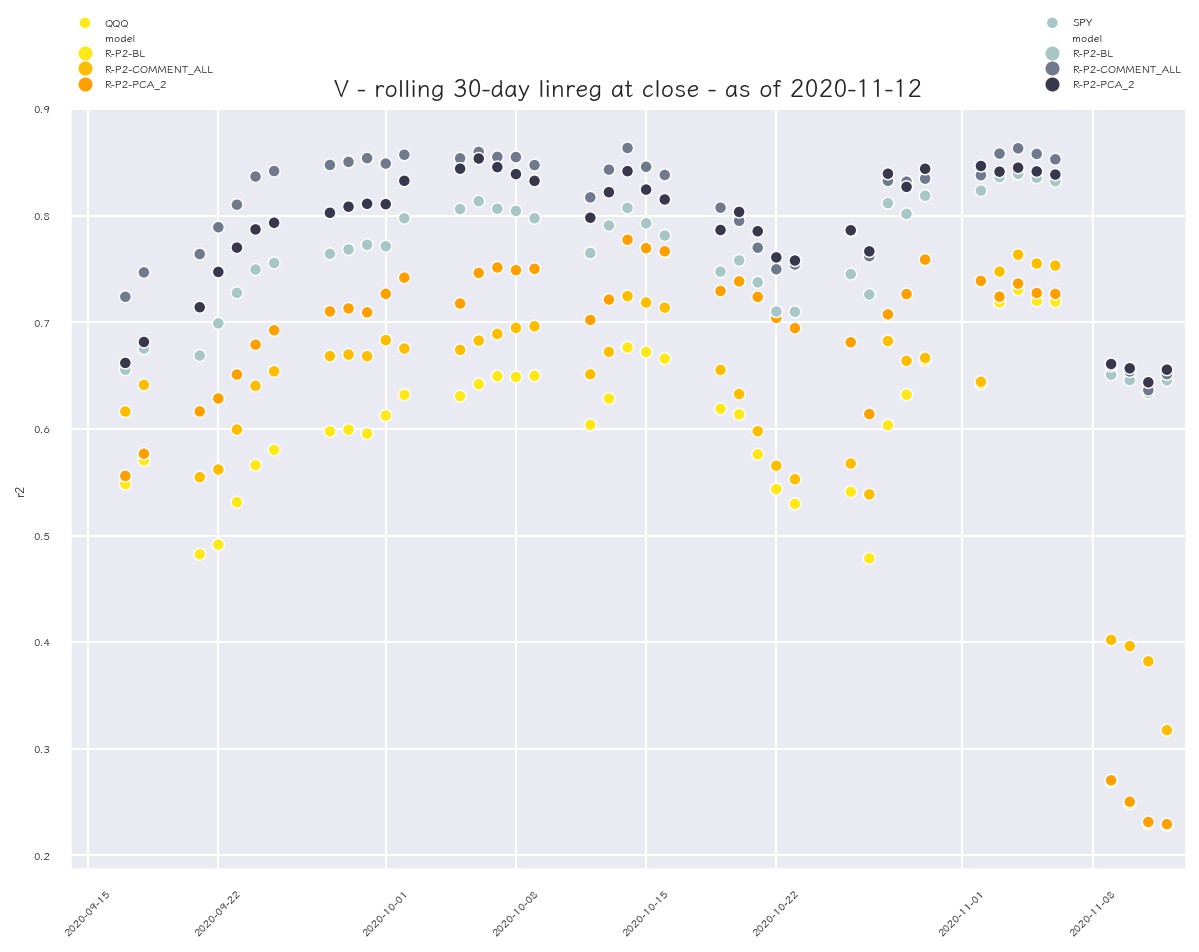 QQQ
model
R-P2-BL
R-P2-COMMENT_ALL
R-P2-PCA_2
SPY
model
R-P2-BL
R-P2-COMMENT_ALL
R-P2-PCA_2
V - rolling 30-day linreg at close - as of 2020-11-12
0.9
0.8
0.7
0.6
0.5
0.4
0.3
0.2
r2
2020-09-15
2020-09-22
2020-10-01
2020-10-08
2020-10-15
2020-10-22
2020-11-01
2020-11-08